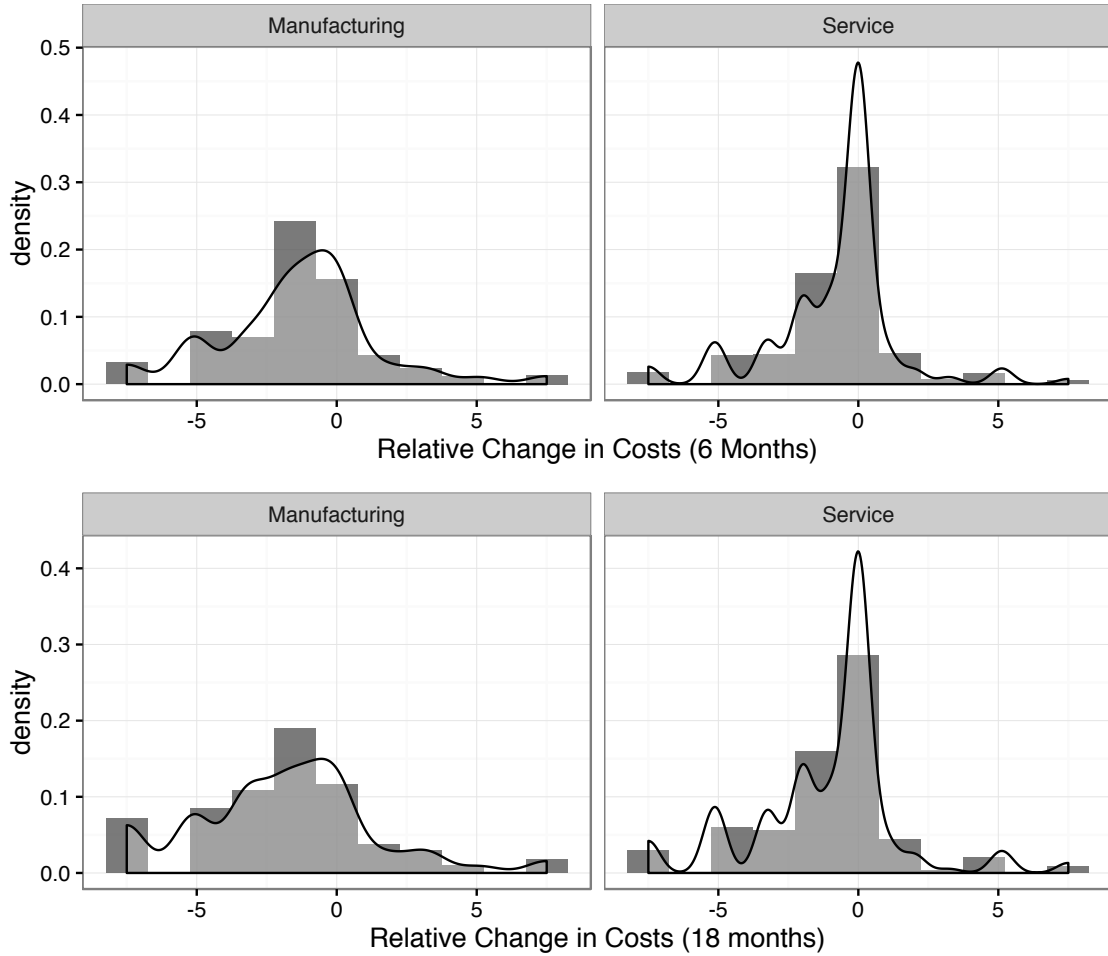 Manufacturing Service
0.5
0.4
0.3
0.2
0.1
0.0
density
-5 0 5 -5 0 5
Relative Change in Costs (6 Months)
Manufacturing Service
0.4
0.3
0.2
0.1
0.0
density
-5 0 5 -5 0 5
Relative Change in Costs (18 months)